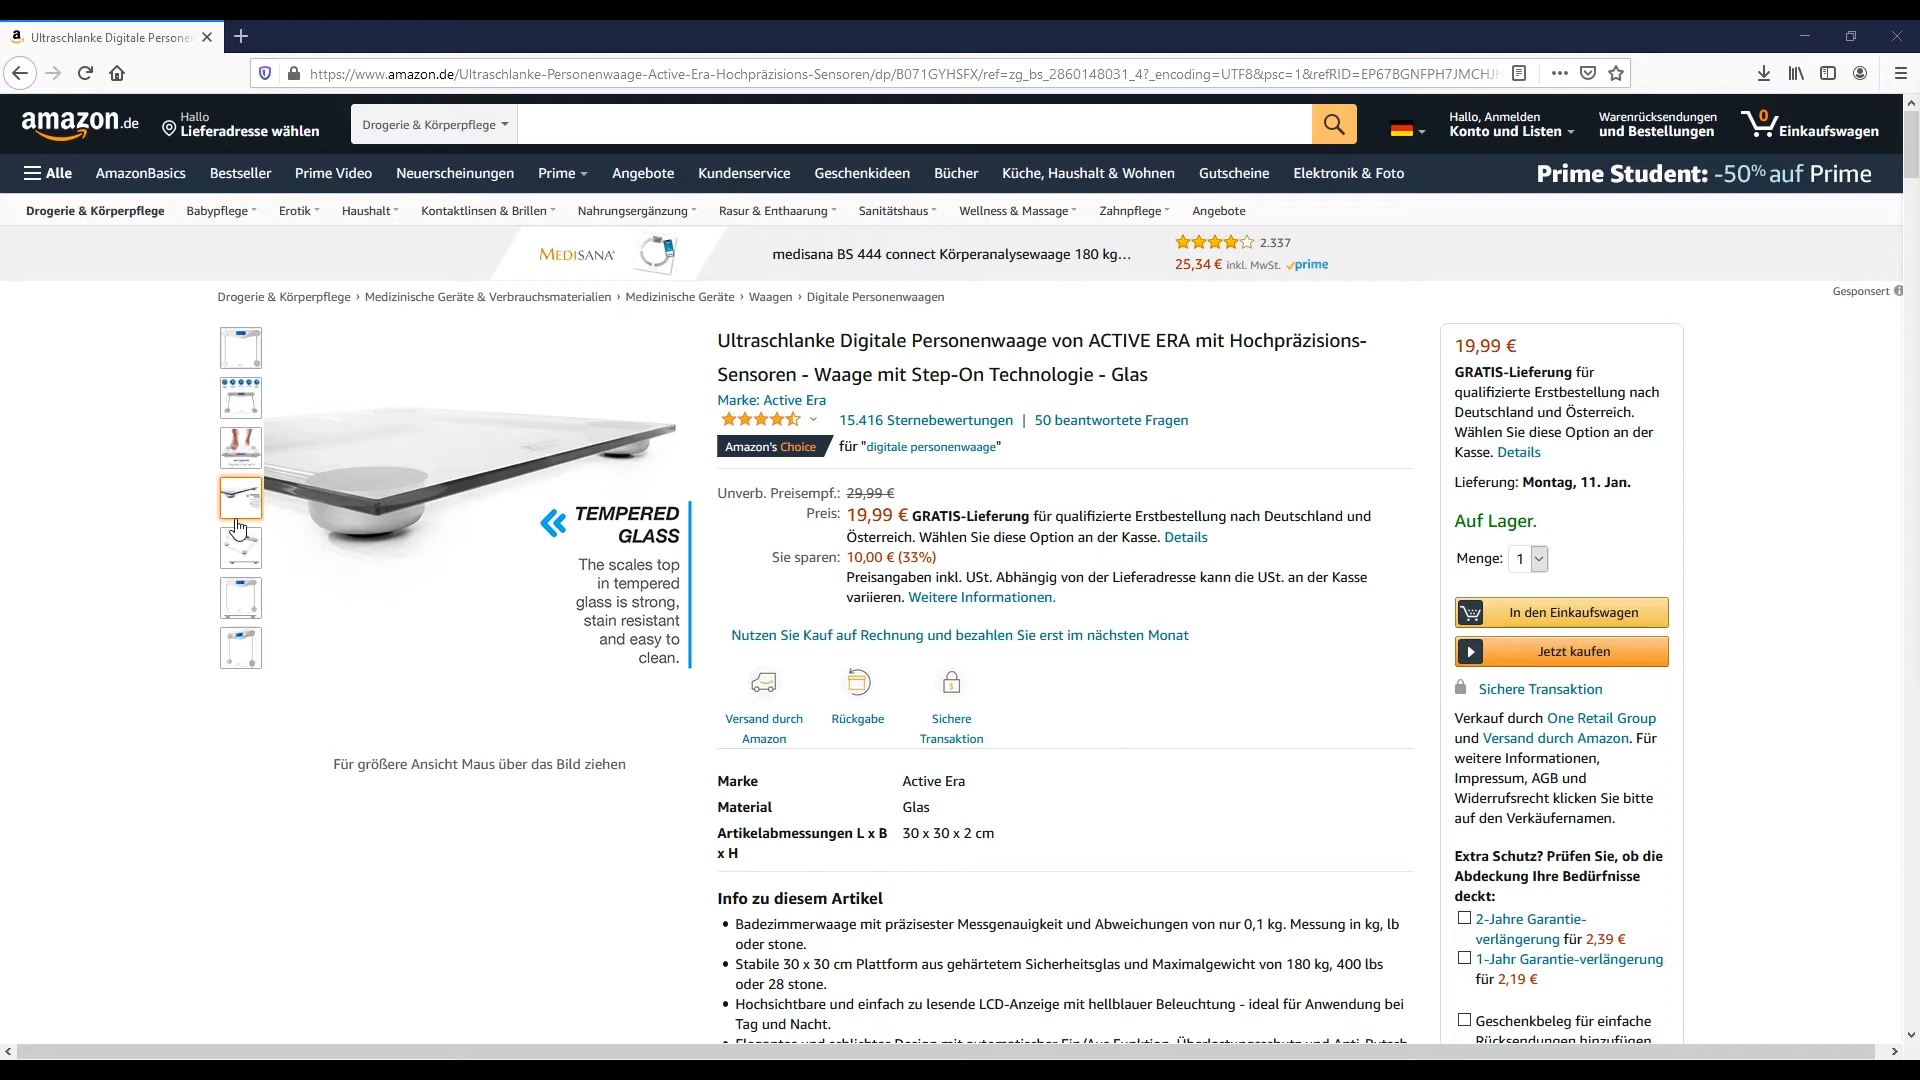 Ultraschlanke Digitale Personen
https://www.amazon.de/Ultraschlanke-Personenwaage-Active-Era-Hochpräzisions-Sensoren/dp/B071GYHSFX/ref=zg_bs_2860148031_4?_encoding=UTF8&psc=1&refRID=EP67BGNFPH7JMCHJH
amazon.de
Hallo
Lieferadresse wählen
Drogerie & Körperpflege
Hallo, Anmelden
Konto und Listen
Warenrücksendungen
und Bestellungen
0
Einkaufswagen
Alle AmazonBasics Bestseller Prime Video Neuerscheinungen Prime Angebote Kundenservice Geschenkideen Bücher Küche, Haushalt & Wohnen Gutscheine Elektronik & Foto
Prime Student: -50% auf Prime
Drogerie & Körperpflege Babypflege Erotik Haushalt Kontaktlinsen & Brillen Nahrungsergänzung Rasur & Enthaarung Sanitätshaus Wellness & Massage Zahnpflege Angebote
MEDISANA
medisana BS 444 connect Körperanalysewaage 180 kg…
2.337
25,34 € inkl. MwSt. prime
Gesponsert
Drogerie & Körperpflege › Medizinische Geräte & Verbrauchsmaterialien › Medizinische Geräte › Waagen › Digitale Personenwaagen
TEMPERED
GLASS
The scales top
in tempered
glass is strong,
stain resistant
and easy to
clean.
Für größere Ansicht Maus über das Bild ziehen
Ultraschlanke Digitale Personenwaage von ACTIVE ERA mit Hochpräzisions-
Sensoren - Waage mit Step-On Technologie - Glas
Marke: Active Era
15.416 Sternebewertungen | 50 beantwortete Fragen
Amazon's Choice für "digitale personenwaage"
Unverb. Preisempf.: 29,99 €
Preis: 19,99 € GRATIS-Lieferung für qualifizierte Erstbestellung nach Deutschland und
Österreich. Wählen Sie diese Option an der Kasse. Details
Sie sparen: 10,00 € (33%)
Preisangaben inkl. USt. Abhängig von der Lieferadresse kann die USt. an der Kasse
variieren. Weitere Informationen.
Nutzen Sie Kauf auf Rechnung und bezahlen Sie erst im nächsten Monat
Versand durch
Amazon
Rückgabe
Sichere
Transaktion
Marke Active Era
Material Glas
Artikelabmessungen L x B 30 x 30 x 2 cm
x H
Info zu diesem Artikel
• Badezimmerwaage mit präzisester Messgenauigkeit und Abweichungen von nur 0,1 kg. Messung in kg, lb
oder stone.
• Stabile 30 x 30 cm Plattform aus gehärtetem Sicherheitsglas und Maximalgewicht von 180 kg, 400 lbs
oder 28 stone.
• Hochsichtbare und einfach zu lesende LCD-Anzeige mit hellblauer Beleuchtung - ideal für Anwendung bei
Tag und Nacht.
19,99 €
GRATIS-Lieferung für
qualifizierte Erstbestellung nach
Deutschland und Österreich.
Wählen Sie diese Option an der
Kasse. Details
Lieferung: Montag, 11. Jan.
Auf Lager.
Menge: 1
In den Einkaufswagen
Jetzt kaufen
Sichere Transaktion
Verkauf durch One Retail Group
und Versand durch Amazon. Für
weitere Informationen,
Impressum, AGB und
Widerrufsrecht klicken Sie bitte
auf den Verkäufernamen.
Extra Schutz? Prüfen Sie, ob die
Abdeckung Ihre Bedürfnisse
deckt:
2-Jahre Garantie-
verlängerung für 2,39 €
1-Jahr Garantie-verlängerung
für 2,19 €
Geschenkbeleg für einfache
Rücksendungen hinzufügen